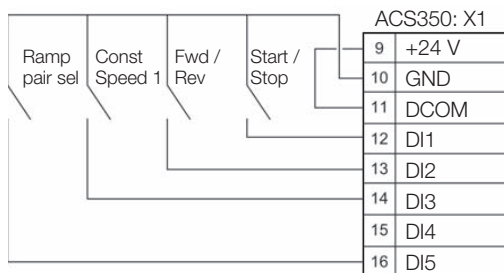 ACS350: X1
Ramp
pair sel
Const
Speed 1
Fwd /
Rev
Start /
Stop
9 +24 V
10 GND
11 DCOM
12 DI1
13 DI2
14 DI3
15 DI4
16 DI5